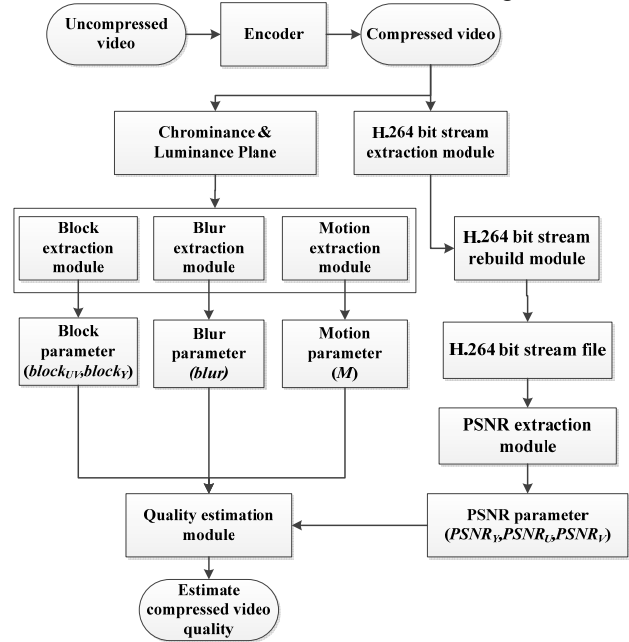 Uncompressed
video
Encoder
Compressed video
Chrominance &
Luminance Plane
H.264 bit stream
extraction module
Block
extraction
module
Blur
extraction
module
Motion
extraction
module
H.264 bit stream
rebuild module
Block
parameter
(blockUV,blockY)
Blur
parameter
(blur)
Motion
parameter
(M)
H.264 bit stream file
PSNR extraction
module
Quality estimation
module
PSNR parameter
(PSNRY,PSNRU,PSNRV)
Estimate
compressed video
quality